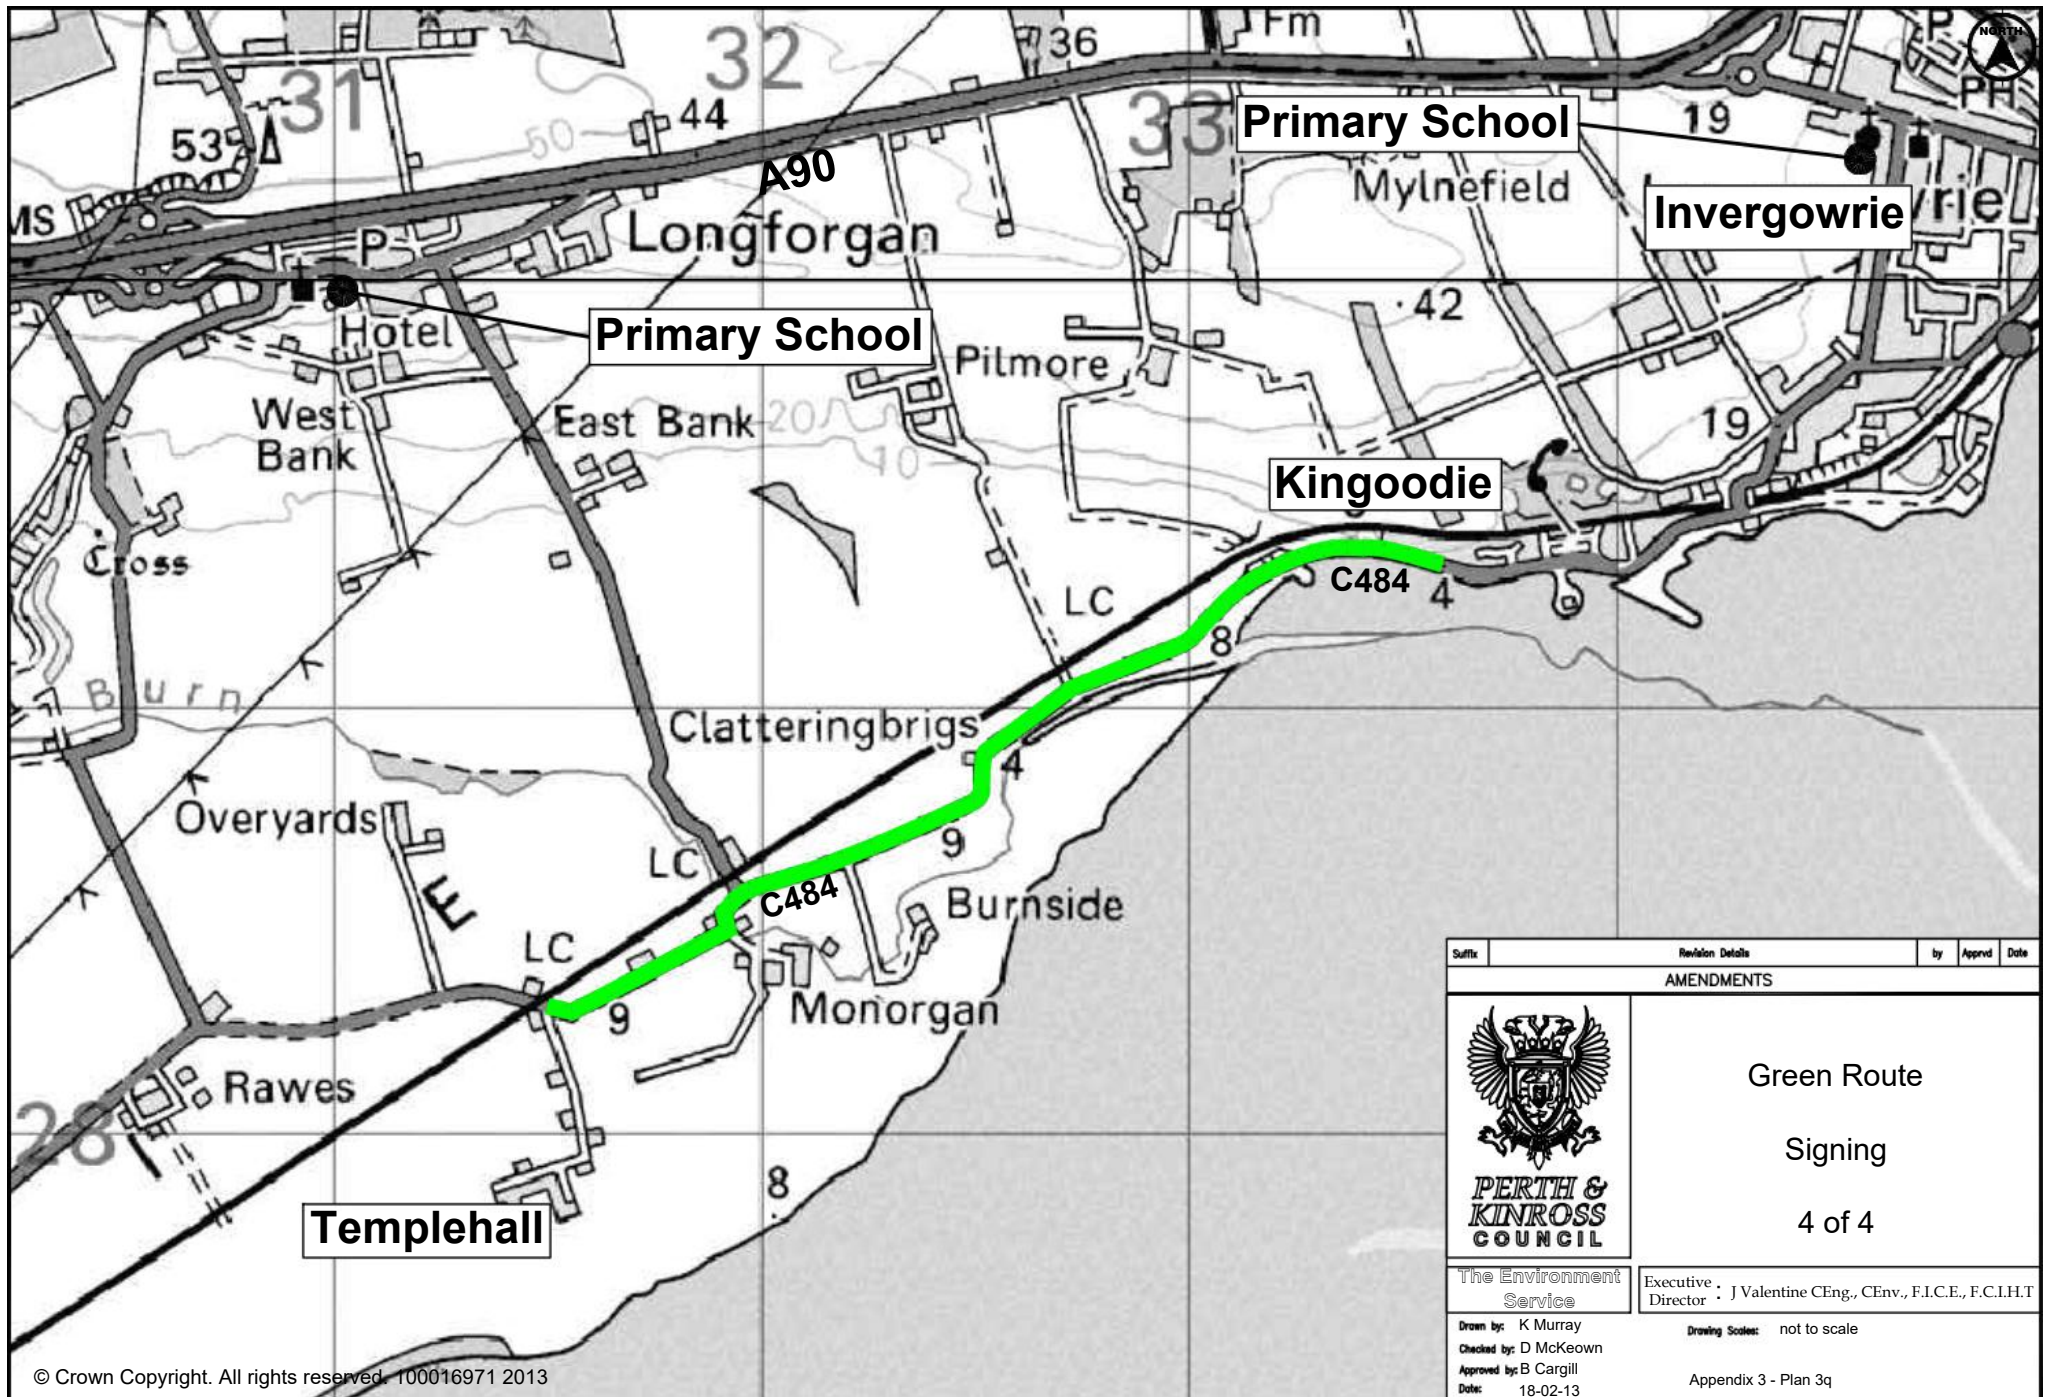 Fm
32
36
NORTH
P
PH
31
44
33
Primary School
19
53
50
A90
Mylnefield
Invergowrie
rie
MS
P
Longforgan
Hotel
Primary School
42
Pilmore
West
Bank
East Bank
20
19
10
Kingoodie
Cross
LC
C484
4
8
Burn
Clatteringbrigs
4
Overyards
9
LC
C484
Burnside
LC
9
Monorgan
Rawes
28
8
Templehall
Suffix Revision Details by Apprvd Date
AMENDMENTS
Green Route
Signing
4 of 4
PERTH &
KINROSS
COUNCIL
The Environment
Service
Executive
Director : J Valentine CEng., CEnv., F.I.C.E., F.C.I.H.T
Drawn by: K Murray
Drawing Scales: not to scale
Checked by: D McKeown
Approved by: B Cargill
Date: 18-02-13
Appendix 3 - Plan 3q
© Crown Copyright. All rights reserved. 100016971 2013